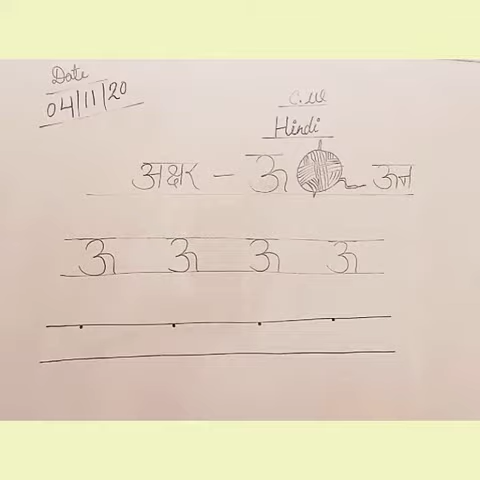 Date
04/11/20
C.W
Hindi
अक्षर - ऊ ऊन
ऊ ऊ ऊ ऊ